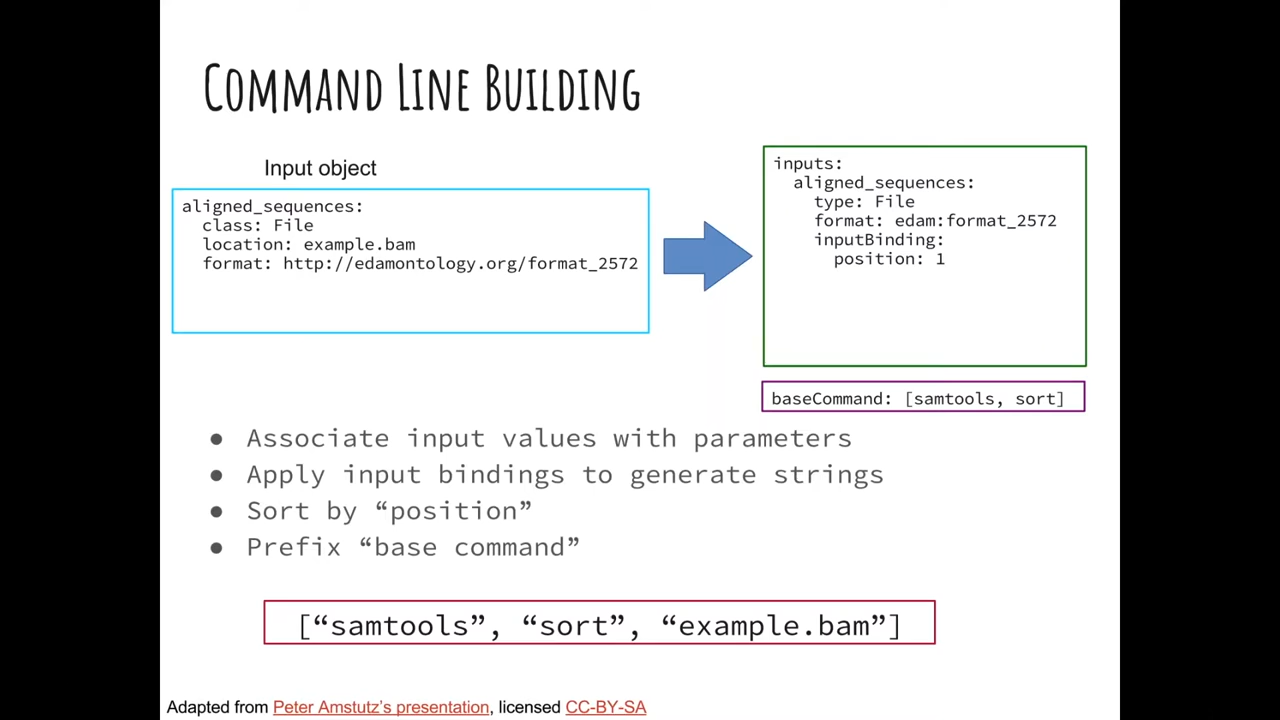 COMMAND LINE BUILDING
Input object
aligned_sequences:
  class: File
  location: example.bam
  format: http://edamontology.org/format_2572
inputs:
  aligned_sequences:
    type: File
    format: edam:format_2572
    inputBinding:
      position: 1
baseCommand: [samtools, sort]
● Associate input values with parameters
● Apply input bindings to generate strings
● Sort by “position”
● Prefix “base command”
[“samtools”, “sort”, “example.bam”]
Adapted from Peter Amstutz’s presentation, licensed CC-BY-SA